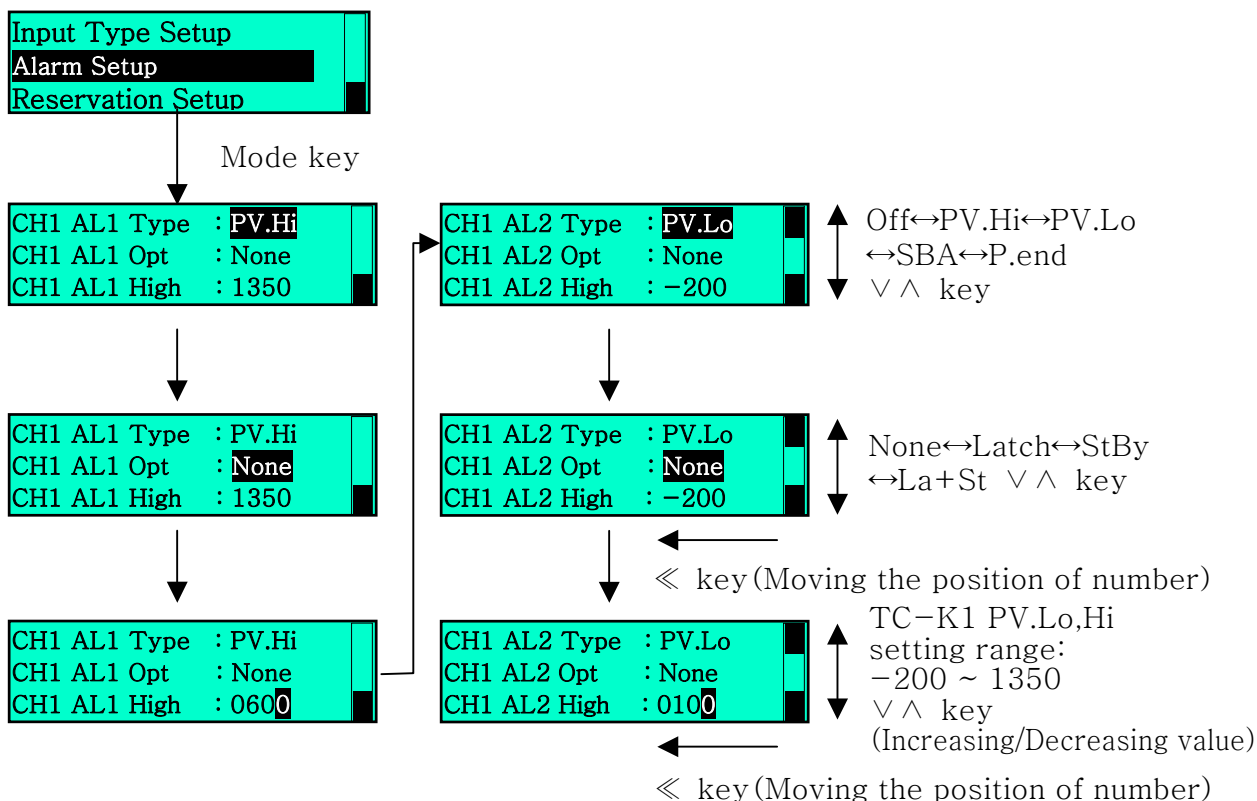 Input Type Setup
Alarm Setup
Reservation Setup
Mode key
CH1 AL1 Type : PV.Hi
CH1 AL1 Opt : None
CH1 AL1 High : 1350
CH1 AL2 Type : PV.Lo
CH1 AL2 Opt : None
CH1 AL2 High : −200
Off↔PV.Hi↔PV.Lo
↔SBA↔P.end
∨∧ key
CH1 AL1 Type : PV.Hi
CH1 AL1 Opt : None
CH1 AL1 High : 1350
CH1 AL2 Type : PV.Lo
CH1 AL2 Opt : None
CH1 AL2 High : −200
None↔Latch↔StBy
↔La+St ∨∧ key
≪ key(Moving the position of number)
CH1 AL1 Type : PV.Hi
CH1 AL1 Opt : None
CH1 AL1 High : 0600
CH1 AL2 Type : PV.Lo
CH1 AL2 Opt : None
CH1 AL2 High : 0100
TC−K1 PV.Lo,Hi
setting range:
−200 ~ 1350
∨∧ key
(Increasing/Decreasing value)
≪ key(Moving the position of number)